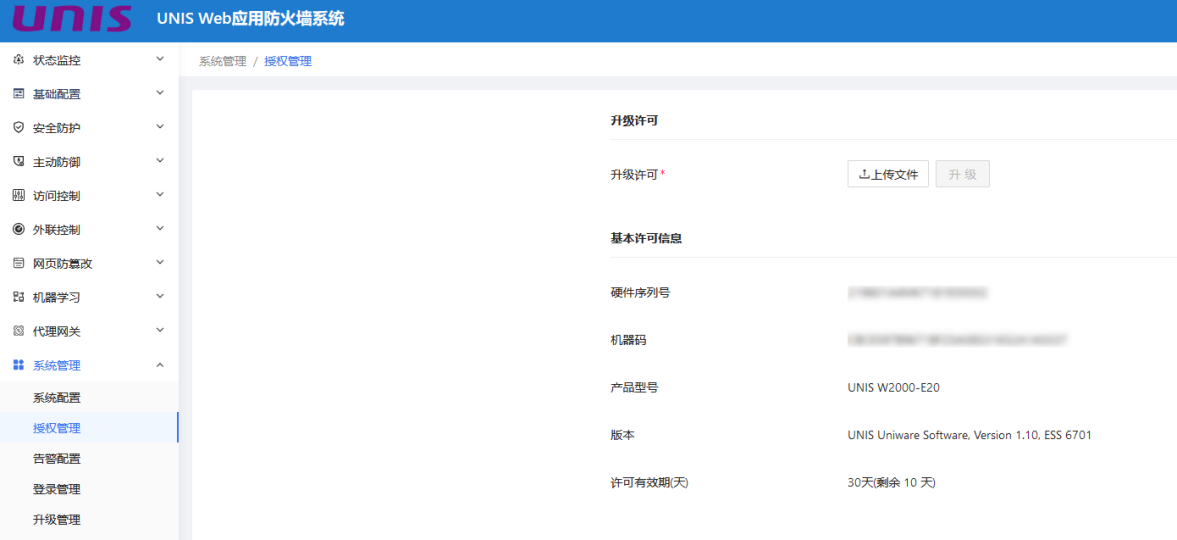 UNIS UNIS Web应用防火墙系统
状态监控
系统管理 / 授权管理
基础配置
安全防护
主动防御
访问控制
外联控制
网页防篡改
机器学习
代理网关
系统管理
系统配置
授权管理
告警配置
登录管理
升级管理
升级许可
升级许可* 上传文件 升 级
基本许可信息
硬件序列号
机器码
产品型号 UNIS W2000-E20
版本 UNIS Uniware Software, Version 1.10, ESS 6701
许可有效期(天) 30天(剩余 10 天)